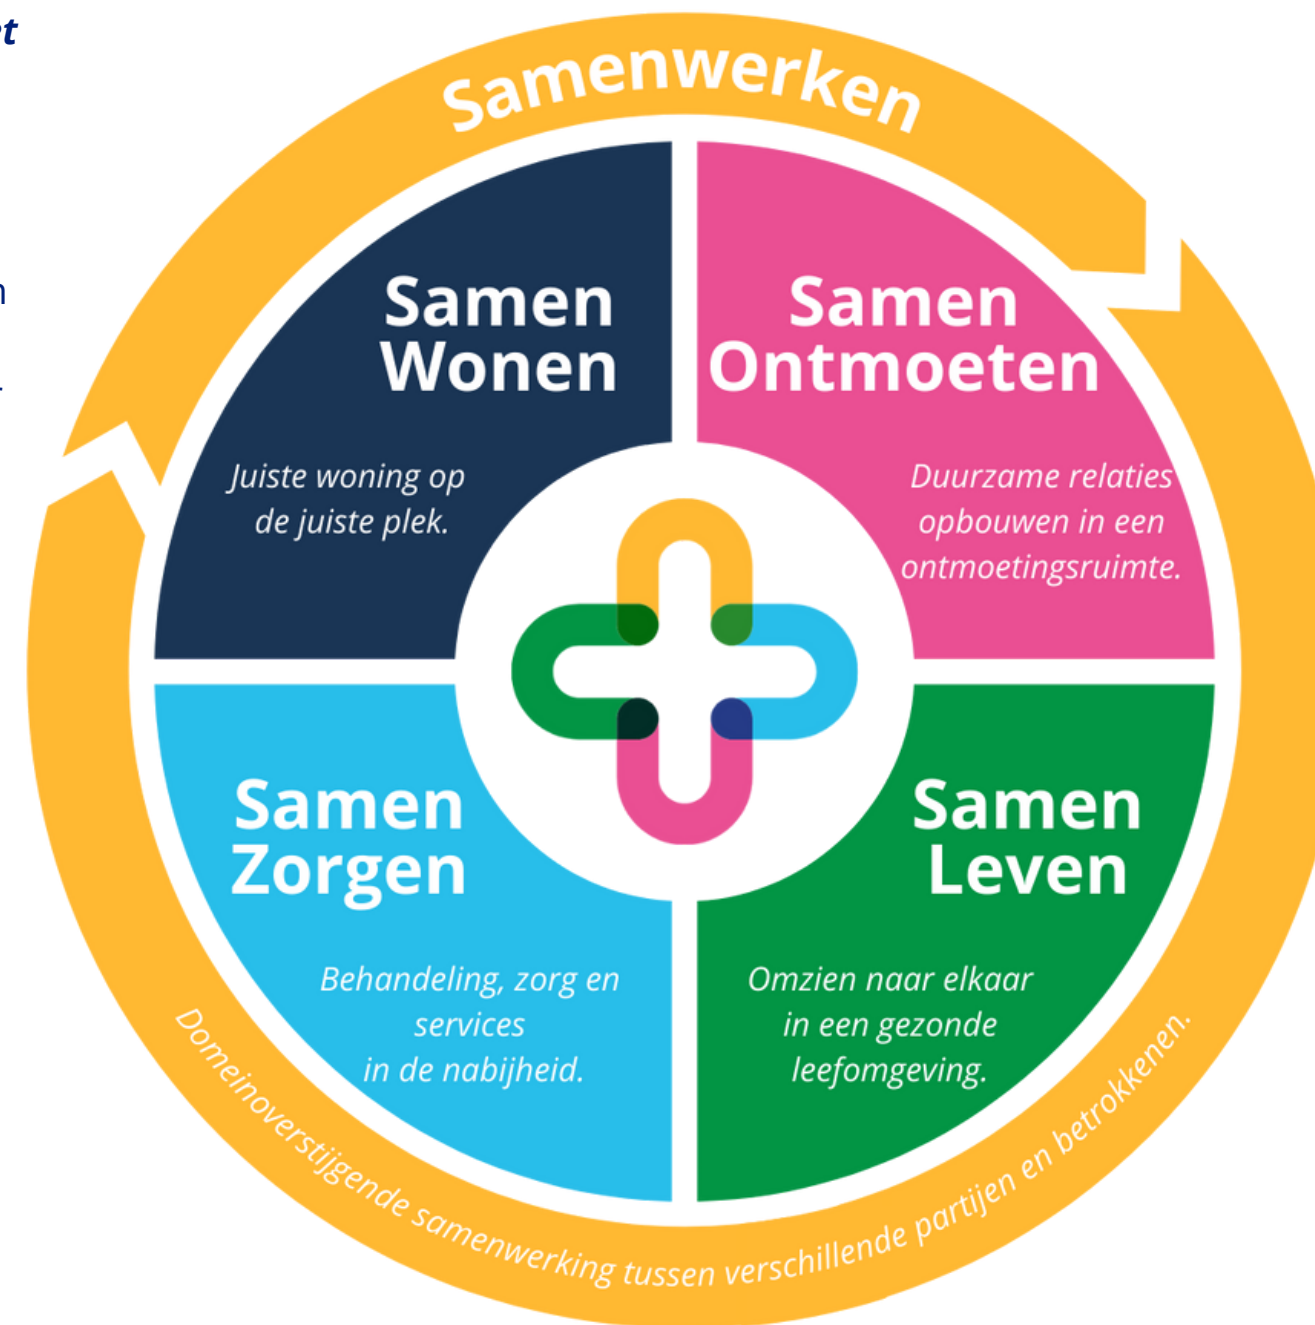 et
n
Samenwerken
Samen
Wonen
Juiste woning op
de juiste plek.
Samen
Ontmoeten
Duurzame relaties
opbouwen in een
ontmoetingsruimte.
Samen
Zorgen
Behandeling, zorg en
services
in de nabijheid.
Samen
Leven
Omzien naar elkaar
in een gezonde
leefomgeving.
Domeinoverstijgende samenwerking tussen verschillende partijen en betrokkenen.